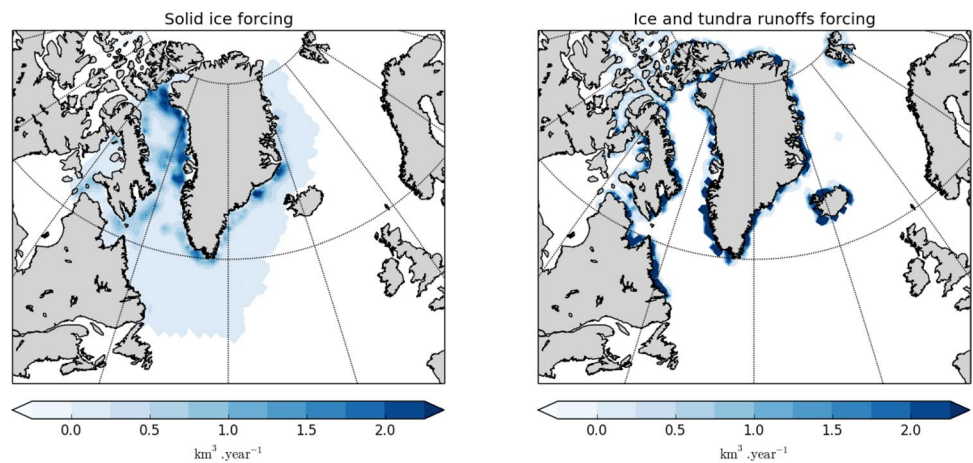 Solid ice forcing
Ice and tundra runoffs forcing
0.0 0.5 1.0 1.5 2.0
km³ .year⁻¹
0.0 0.5 1.0 1.5 2.0
km³ .year⁻¹